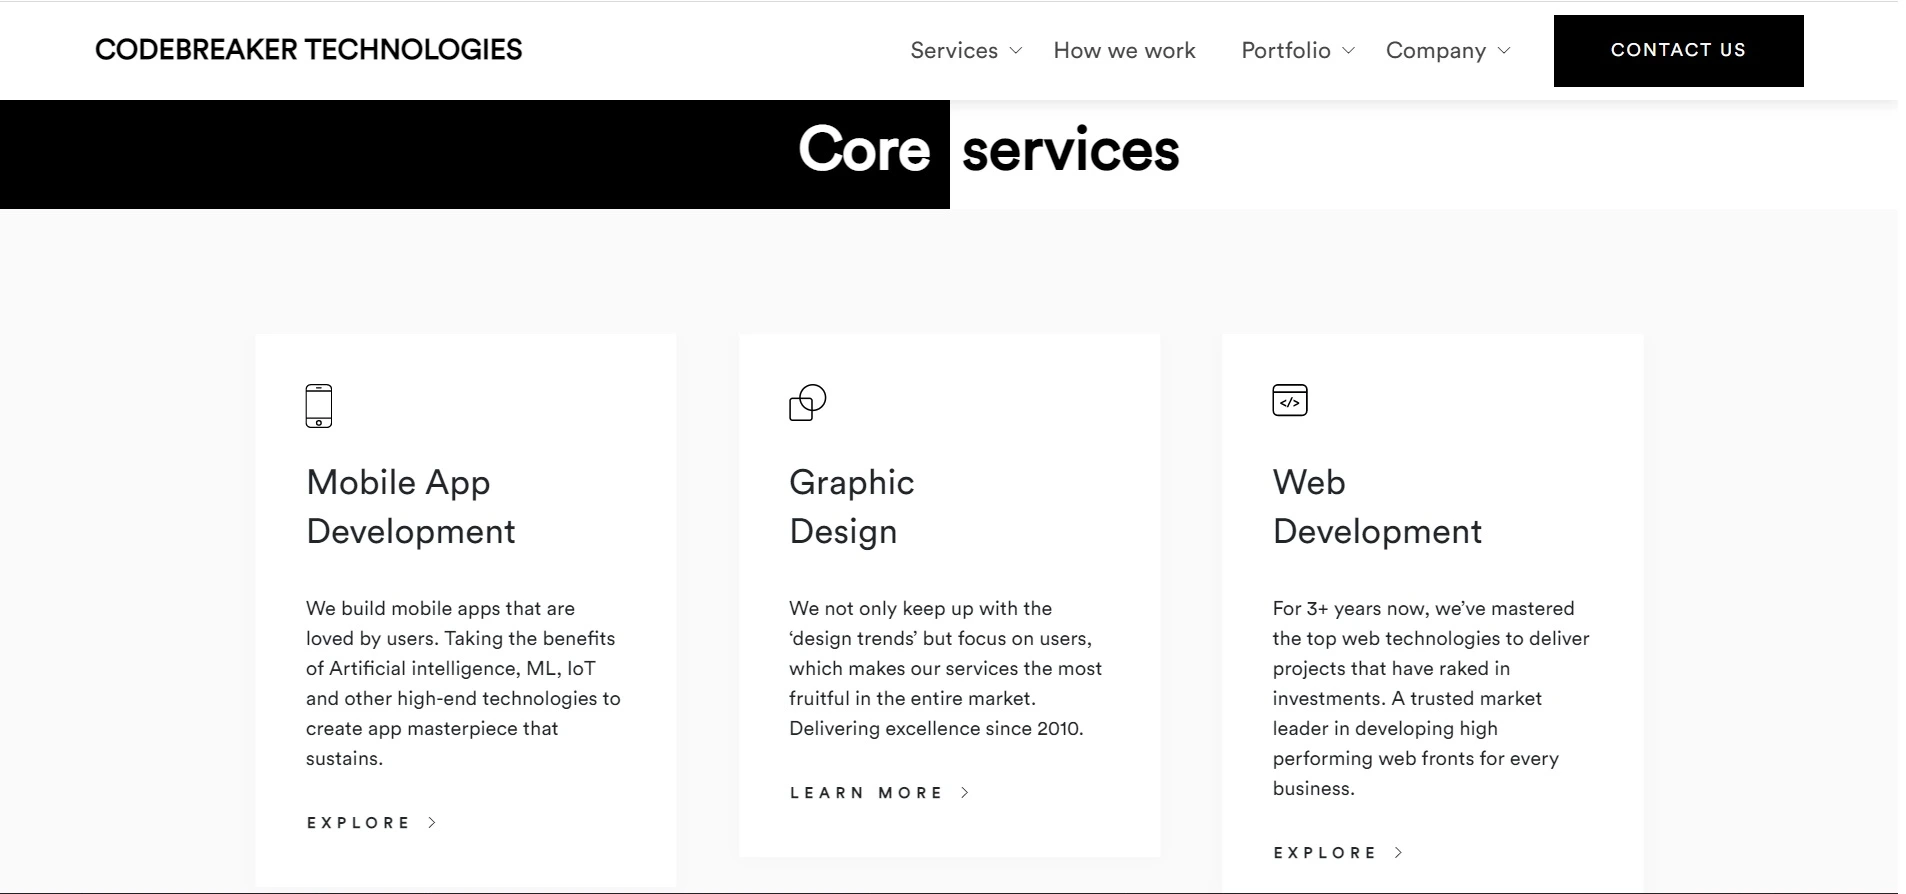 CODEBREAKER TECHNOLOGIES
Services
How we work
Portfolio
Company
CONTACT US
Core services
Mobile App
Development
We build mobile apps that are
loved by users. Taking the benefits
of Artificial intelligence, ML, IoT
and other high-end technologies to
create app masterpiece that
sustains.
EXPLORE
Graphic
Design
We not only keep up with the
‘design trends’ but focus on users,
which makes our services the most
fruitful in the entire market.
Delivering excellence since 2010.
LEARN MORE
Web
Development
For 3+ years now, we’ve mastered
the top web technologies to deliver
projects that have raked in
investments. A trusted market
leader in developing high
performing web fronts for every
business.
EXPLORE